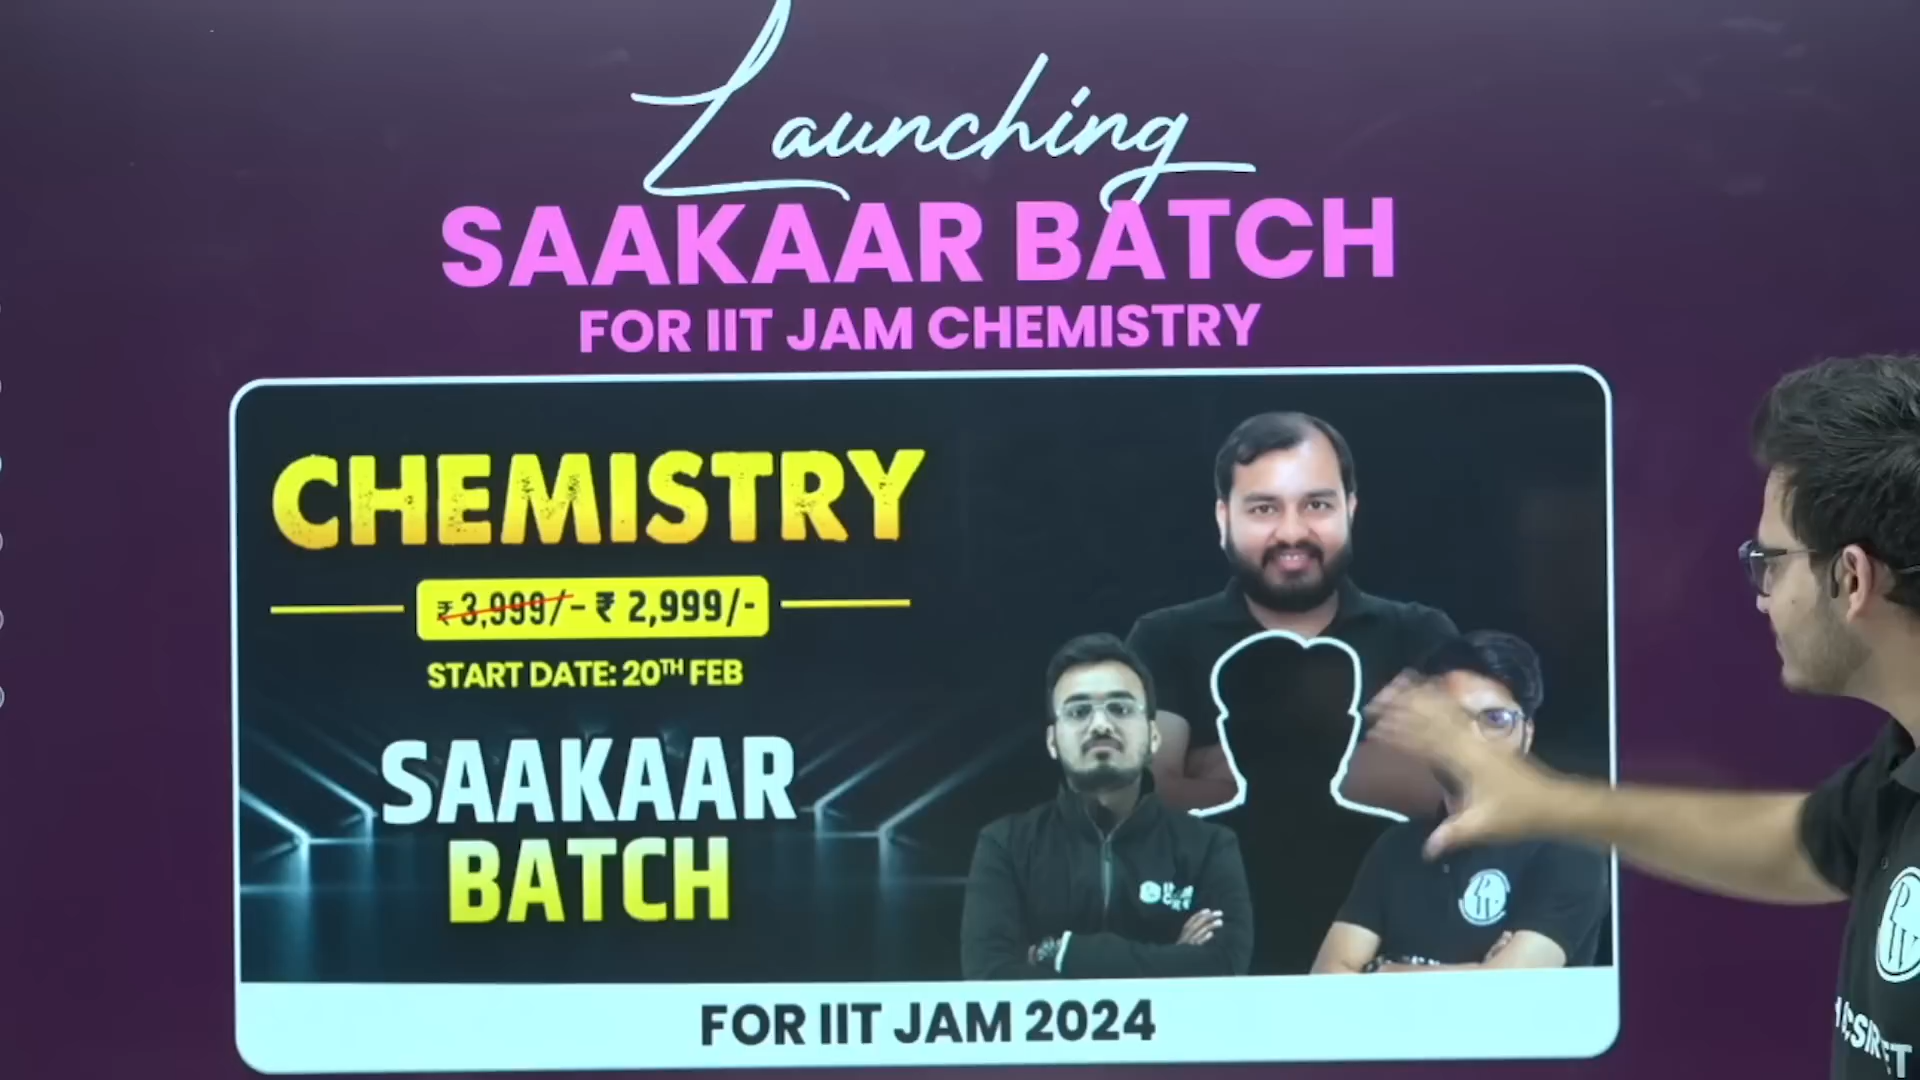 Launching
SAAKAAR BATCH
FOR IIT JAM CHEMISTRY
CHEMISTRY
₹ 3,999/- ₹ 2,999/-
START DATE: 20TH FEB
SAAKAAR
BATCH
FOR IIT JAM 2024